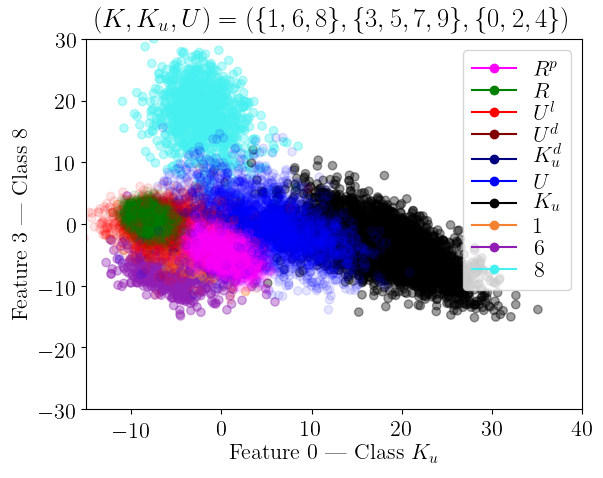 (K, K_u, U) = ({1, 6, 8}, {3, 5, 7, 9}, {0, 2, 4})
30
20
10
0
−10
−20
−30
Feature 3 — Class 8
−10 0 10 20 30 40
Feature 0 — Class K_u
R^p
R
U^l
U^d
K_u^d
U
K_u
1
6
8